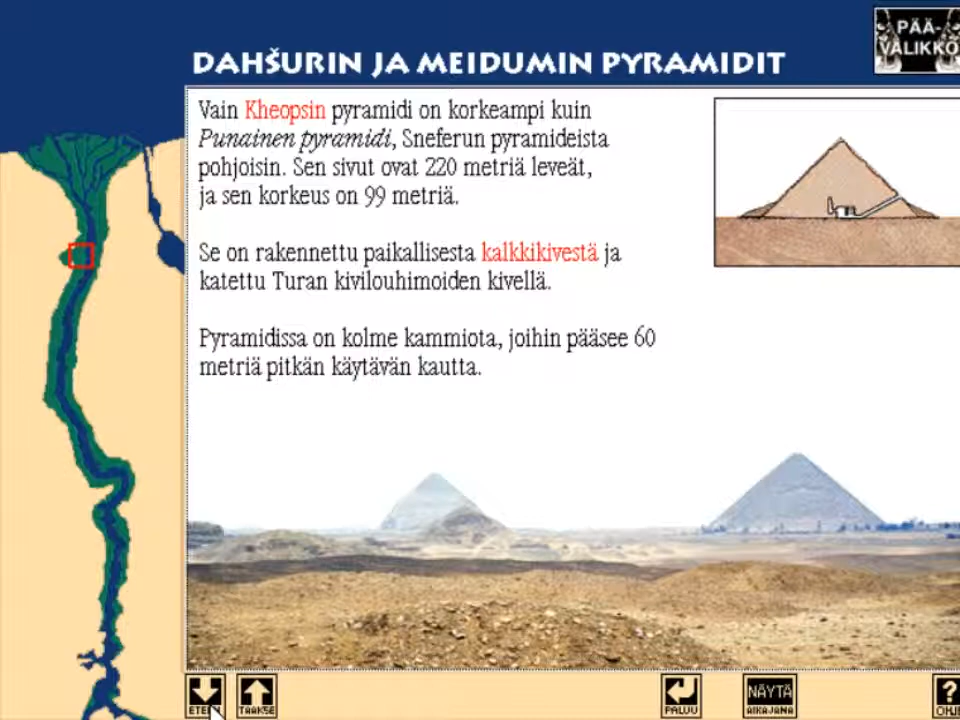 PÄÄ-
VALIKKO
DAHŠURIN JA MEIDUMIN PYRAMIDIT
Vain Kheopsin pyramidi on korkeampi kuin
Punainen pyramidi, Sneferun pyramideista
pohjoisin. Sen sivut ovat 220 metriä leveät,
ja sen korkeus on 99 metriä.
Se on rakennettu paikallisesta kalkkikivestä ja
katettu Turan kivilouhimoiden kivellä.
Pyramidissa on kolme kammiota, joihin pääsee 60
metriä pitkän käytävän kautta.
TAAKSE
PALUU
NÄYTÄ
AIKAJANA
?